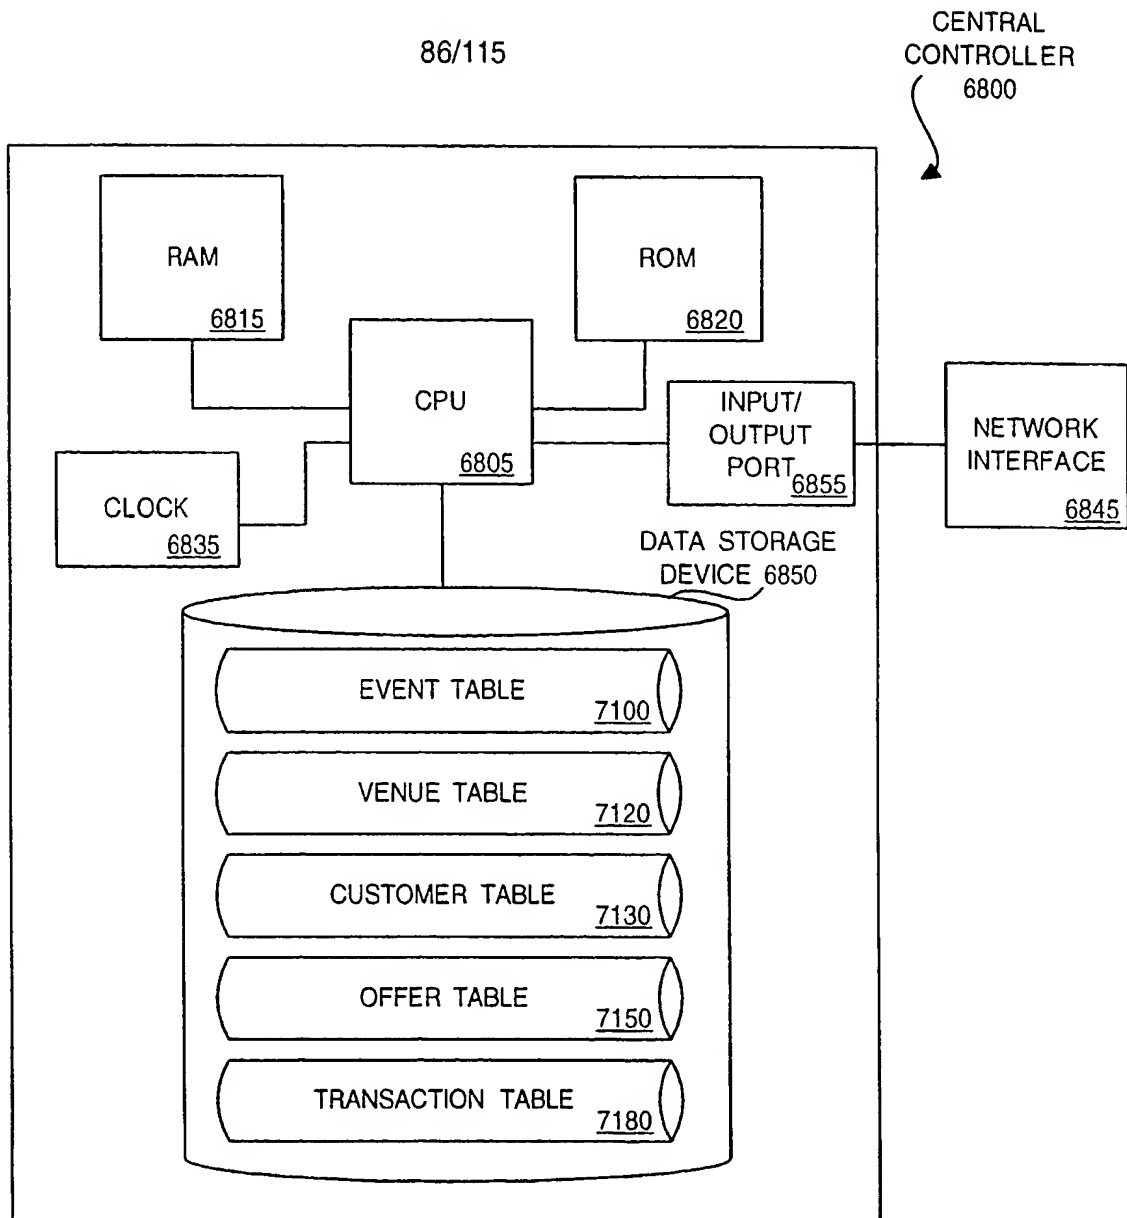 86/115
CENTRAL
CONTROLLER
6800
RAM
6815
ROM
6820
CPU
6805
INPUT/
OUTPUT
PORT
6855
NETWORK
INTERFACE
6845
CLOCK
6835
DATA STORAGE
DEVICE 6850
EVENT TABLE
7100
VENUE TABLE
7120
CUSTOMER TABLE
7130
OFFER TABLE
7150
TRANSACTION TABLE
7180